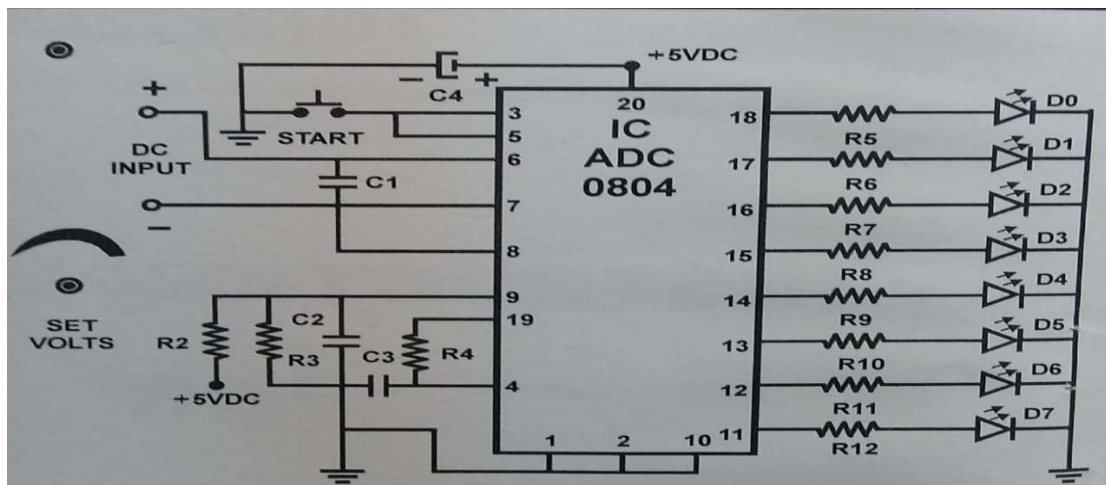 +5VDC
− +
C4
+
START
DC
INPUT
−
C1
3
5
6
7
8
9
19
4
20
IC
ADC
0804
18
17
16
15
14
13
12
11
1 2 10
R5
R6
R7
R8
R9
R10
R11
R12
D0
D1
D2
D3
D4
D5
D6
D7
SET
VOLTS
R2
R3
C2
C3
R4
+5VDC